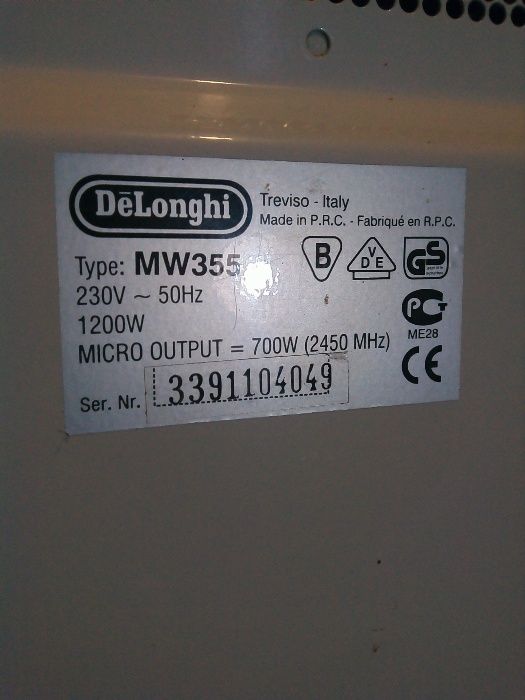 DēLonghi
Treviso - Italy
Made in P.R.C. - Fabriqué en R.P.C.
Type: MW355
230V ~ 50Hz
1200W
MICRO OUTPUT = 700W (2450 MHz)
Ser. Nr. 3391104049
B
VDE
GS
PCT
ME28
CE